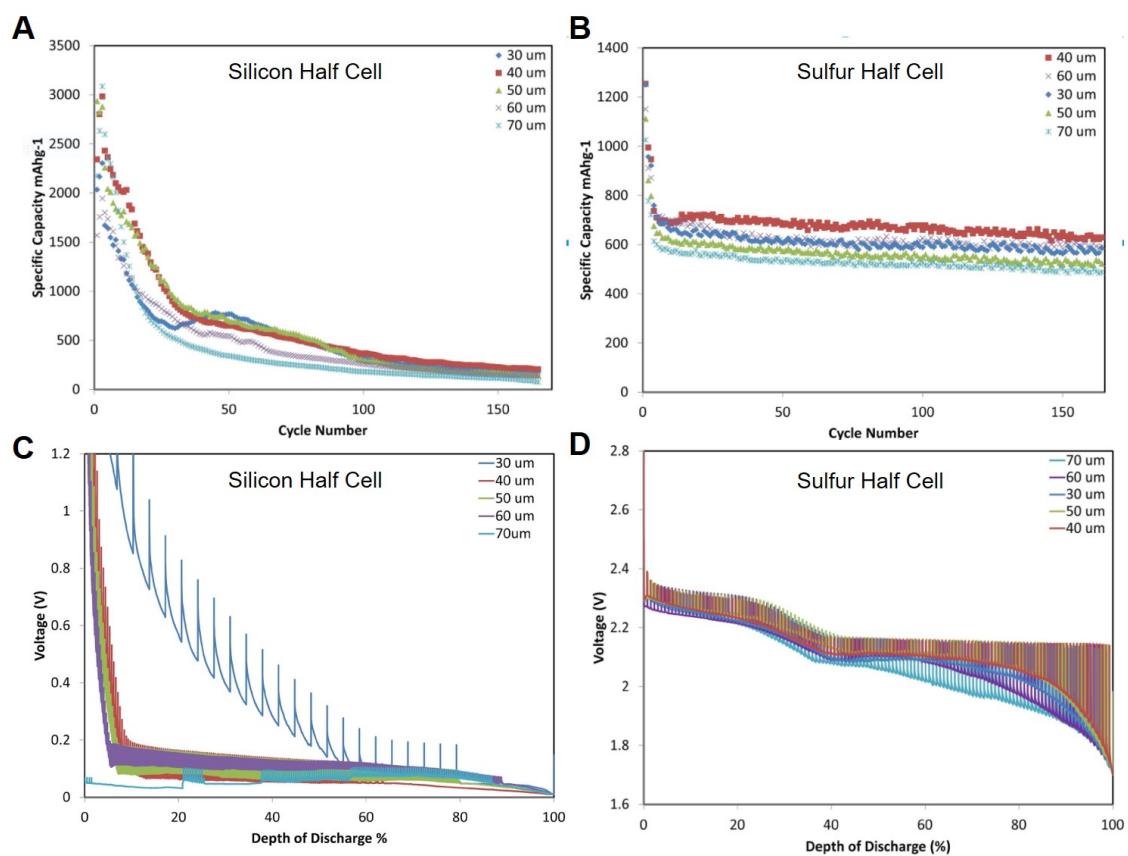 A
Silicon Half Cell
3500
3000
2500
2000
1500
1000
500
0
0
50
100
150
Specific Capacity mAhg-1
Cycle Number
30 um
40 um
50 um
60 um
70 um
B
Sulfur Half Cell
1400
1200
1000
800
600
400
200
0
0
50
100
150
Specific Capacity mAhg-1
Cycle Number
40 um
60 um
30 um
50 um
70 um
C
Silicon Half Cell
1.2
1
0.8
0.6
0.4
0.2
0
0
20
40
60
80
100
Voltage (V)
Depth of Discharge %
30 um
40 um
50 um
60 um
70um
D
Sulfur Half Cell
2.8
2.6
2.4
2.2
2
1.8
1.6
0
20
40
60
80
100
Voltage (V)
Depth of Discharge (%)
70 um
60 um
30 um
50 um
40 um